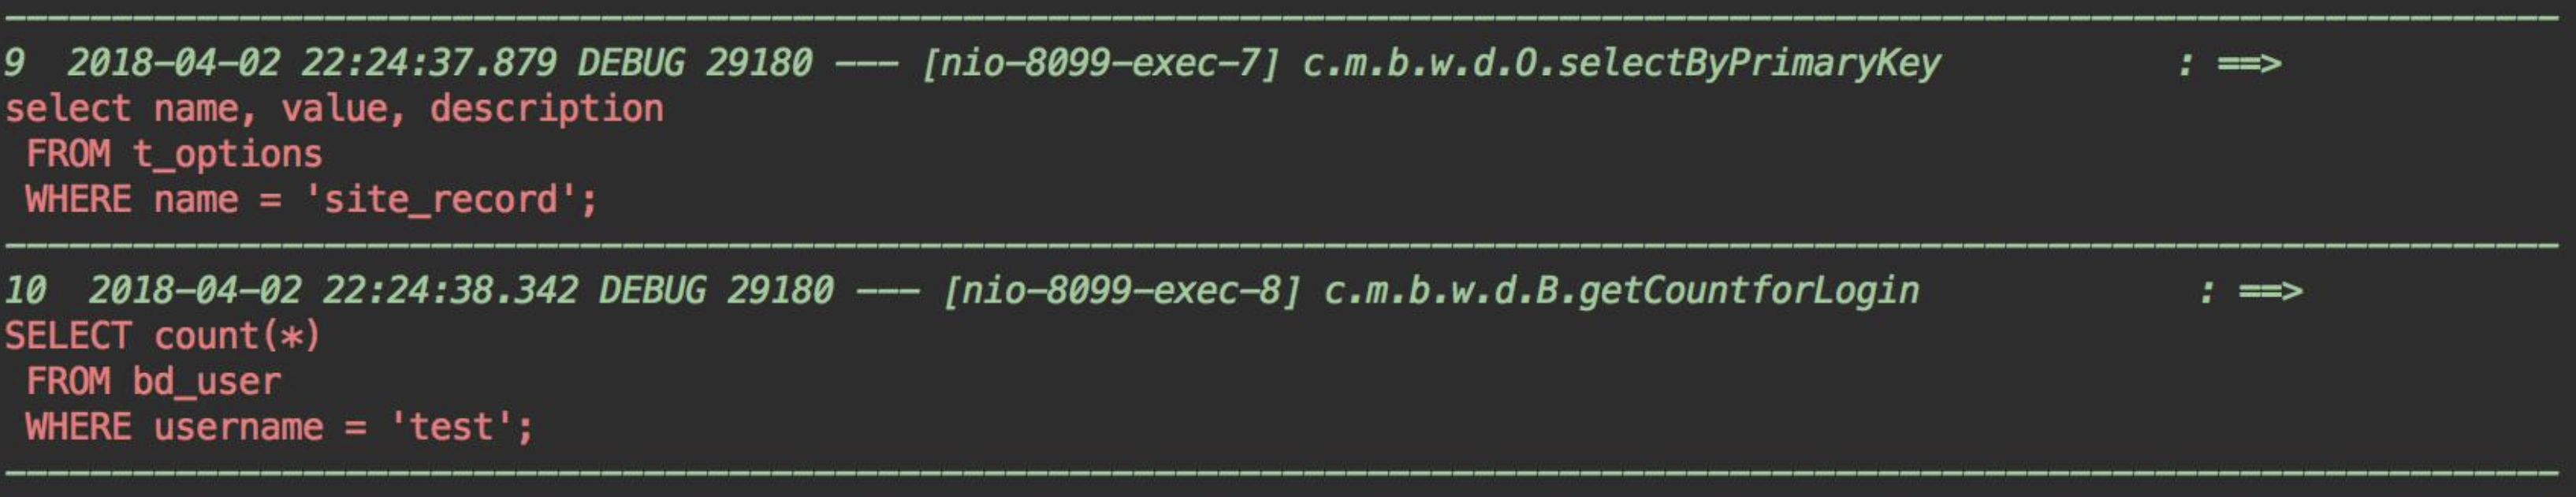 9  2018-04-02 22:24:37.879 DEBUG 29180 --- [nio-8099-exec-7] c.m.b.w.d.O.selectByPrimaryKey           : ==>
select name, value, description
 FROM t_options
 WHERE name = 'site_record';
10  2018-04-02 22:24:38.342 DEBUG 29180 --- [nio-8099-exec-8] c.m.b.w.d.B.getCountforLogin             : ==>
SELECT count(*)
 FROM bd_user
 WHERE username = 'test';